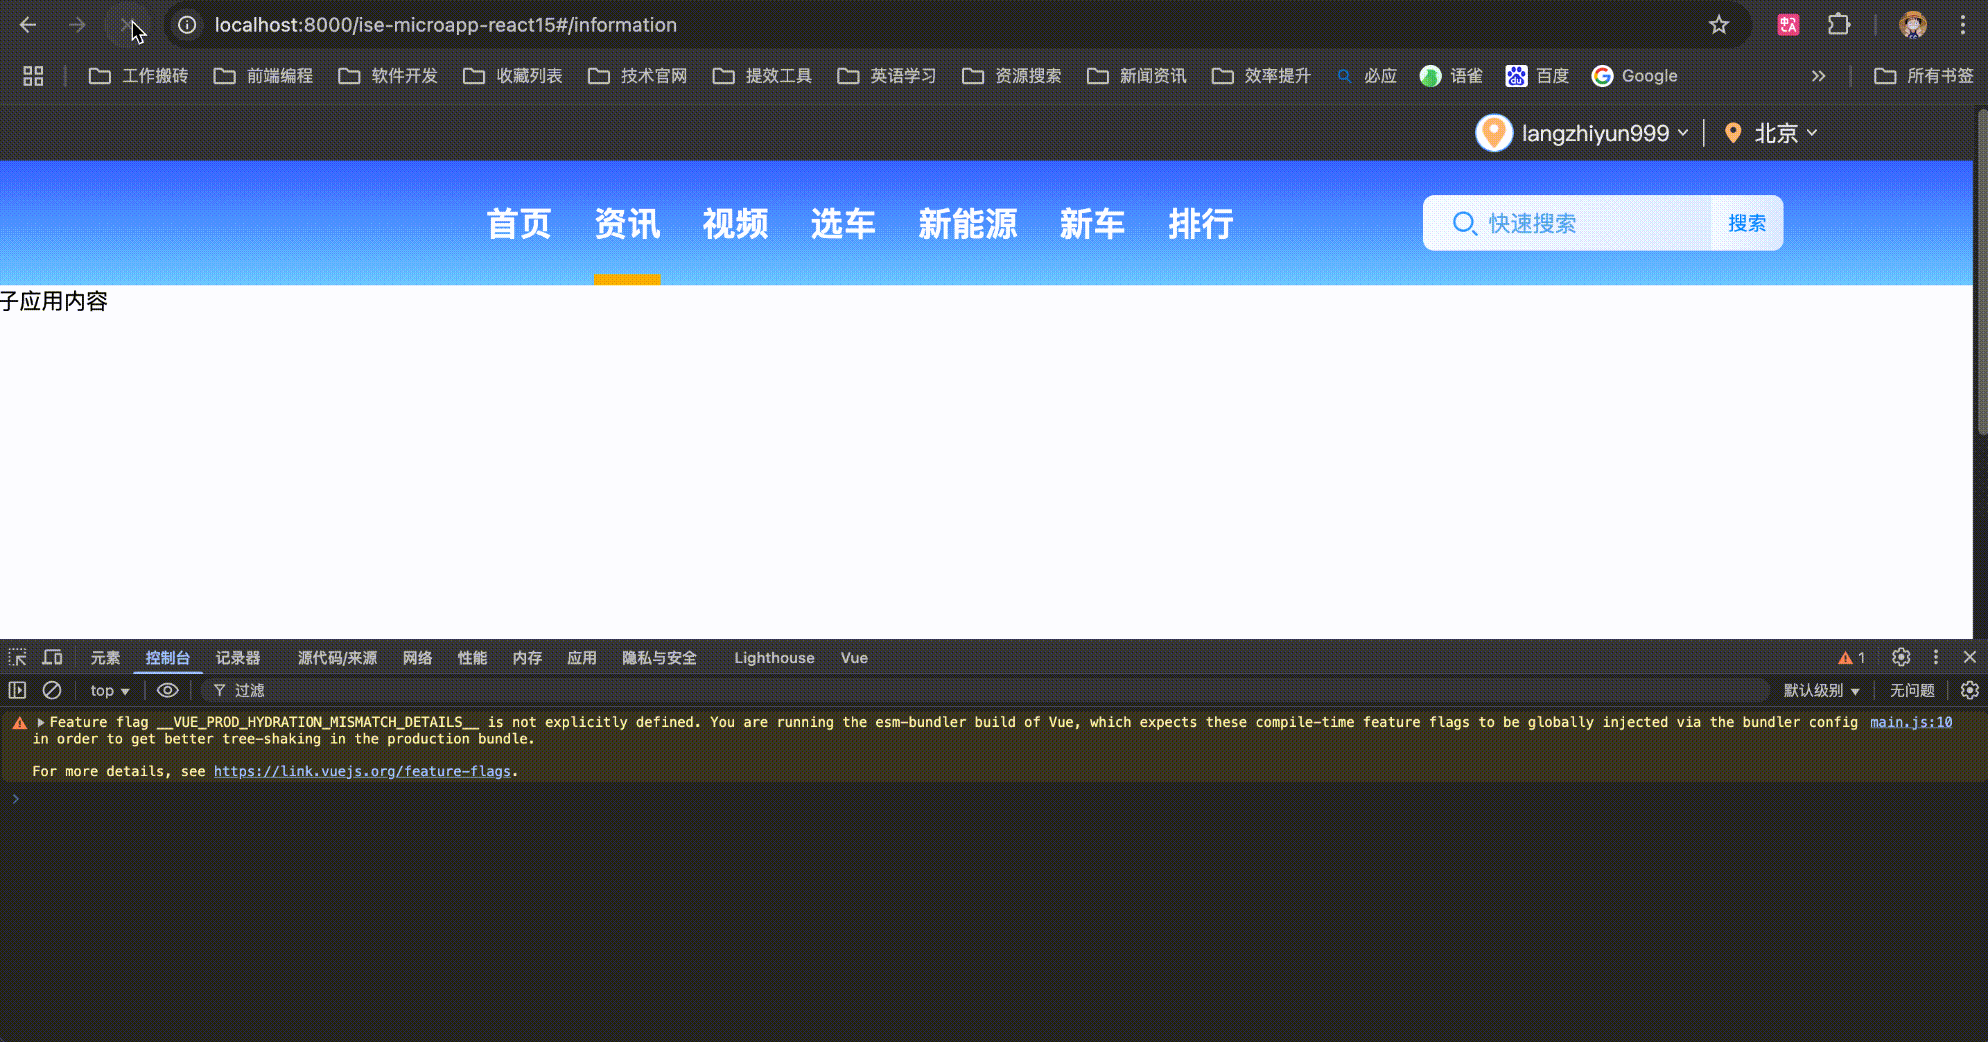 localhost:8000/ise-microapp-react15#/information
工作搬砖 前端编程 软件开发 收藏列表 技术官网 提效工具 英语学习 资源搜索 新闻资讯 效率提升 必应 语雀 百度 Google 所有书签
langzhiyun999 北京
首页 资讯 视频 选车 新能源 新车 排行 快速搜索 搜索
子应用内容
元素 控制台 记录器 源代码/来源 网络 性能 内存 应用 隐私与安全 Lighthouse Vue 1
top 过滤 默认级别 无问题
Feature flag __VUE_PROD_HYDRATION_MISMATCH_DETAILS__ is not explicitly defined. You are running the esm-bundler build of Vue, which expects these compile-time feature flags to be globally injected via the bundler config main.js:10
in order to get better tree-shaking in the production bundle.
For more details, see https://link.vuejs.org/feature-flags.